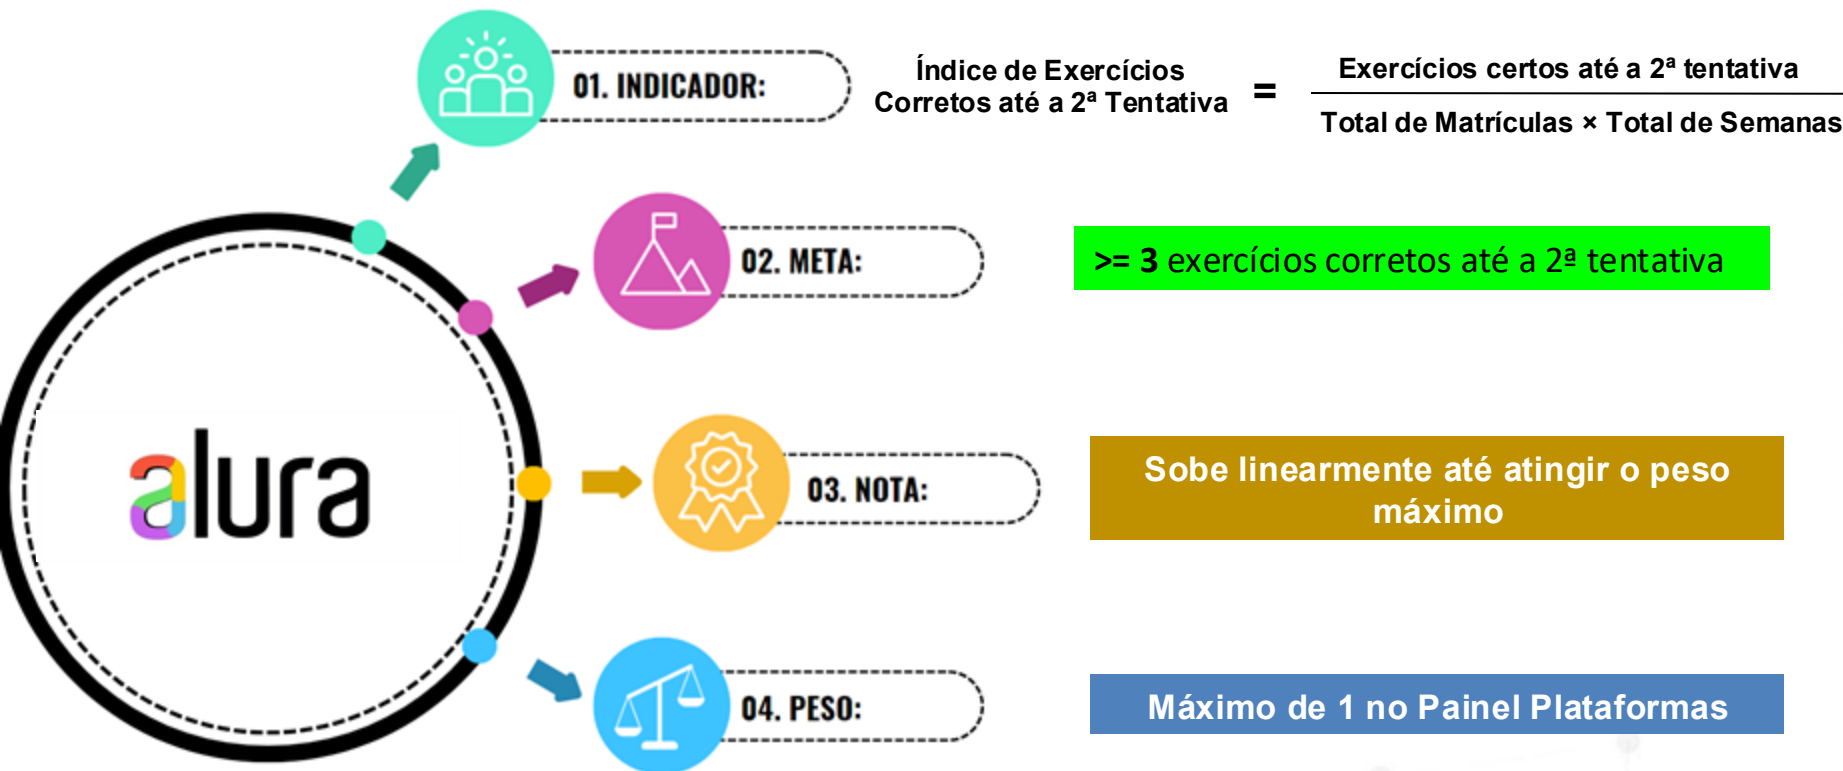 01. INDICADOR:
Índice de Exercícios
Corretos até a 2ª Tentativa
=
Exercícios certos até a 2ª tentativa
Total de Matrículas × Total de Semanas
02. META:
>= 3 exercícios corretos até a 2ª tentativa
alura
03. NOTA:
Sobe linearmente até atingir o peso
máximo
04. PESO:
Máximo de 1 no Painel Plataformas